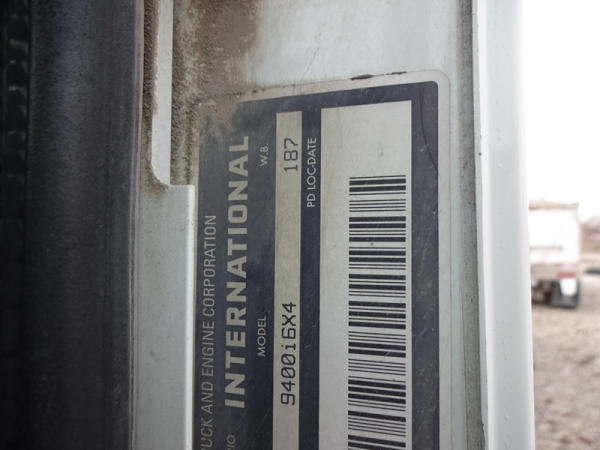 UCK AND ENGINE CORPORATION
INTERNATIONAL
MODEL W.B.
9400i6X4 187
PD LOC-DATE